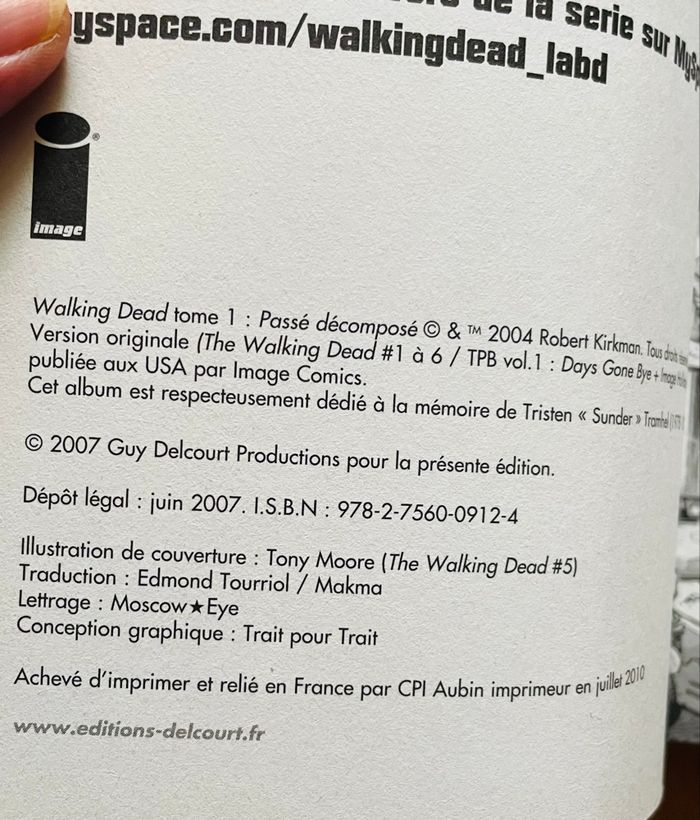 de la série sur MySp
yspace.com/walkingdead_labd
image®
Walking Dead tome 1 : Passé décomposé © & ™ 2004 Robert Kirkman. Tous droits
Version originale (The Walking Dead #1 à 6 / TPB vol.1 : Days Gone Bye + Image
publiée aux USA par Image Comics.
Cet album est respecteusement dédié à la mémoire de Tristen « Sunder »
© 2007 Guy Delcourt Productions pour la présente édition.
Dépôt légal : juin 2007. I.S.B.N : 978-2-7560-0912-4
Illustration de couverture : Tony Moore (The Walking Dead #5)
Traduction : Edmond Tourriol / Makma
Lettrage : Moscow★Eye
Conception graphique : Trait pour Trait
Achevé d'imprimer et relié en France par CPI Aubin imprimeur en juillet 2010
www.editions-delcourt.fr